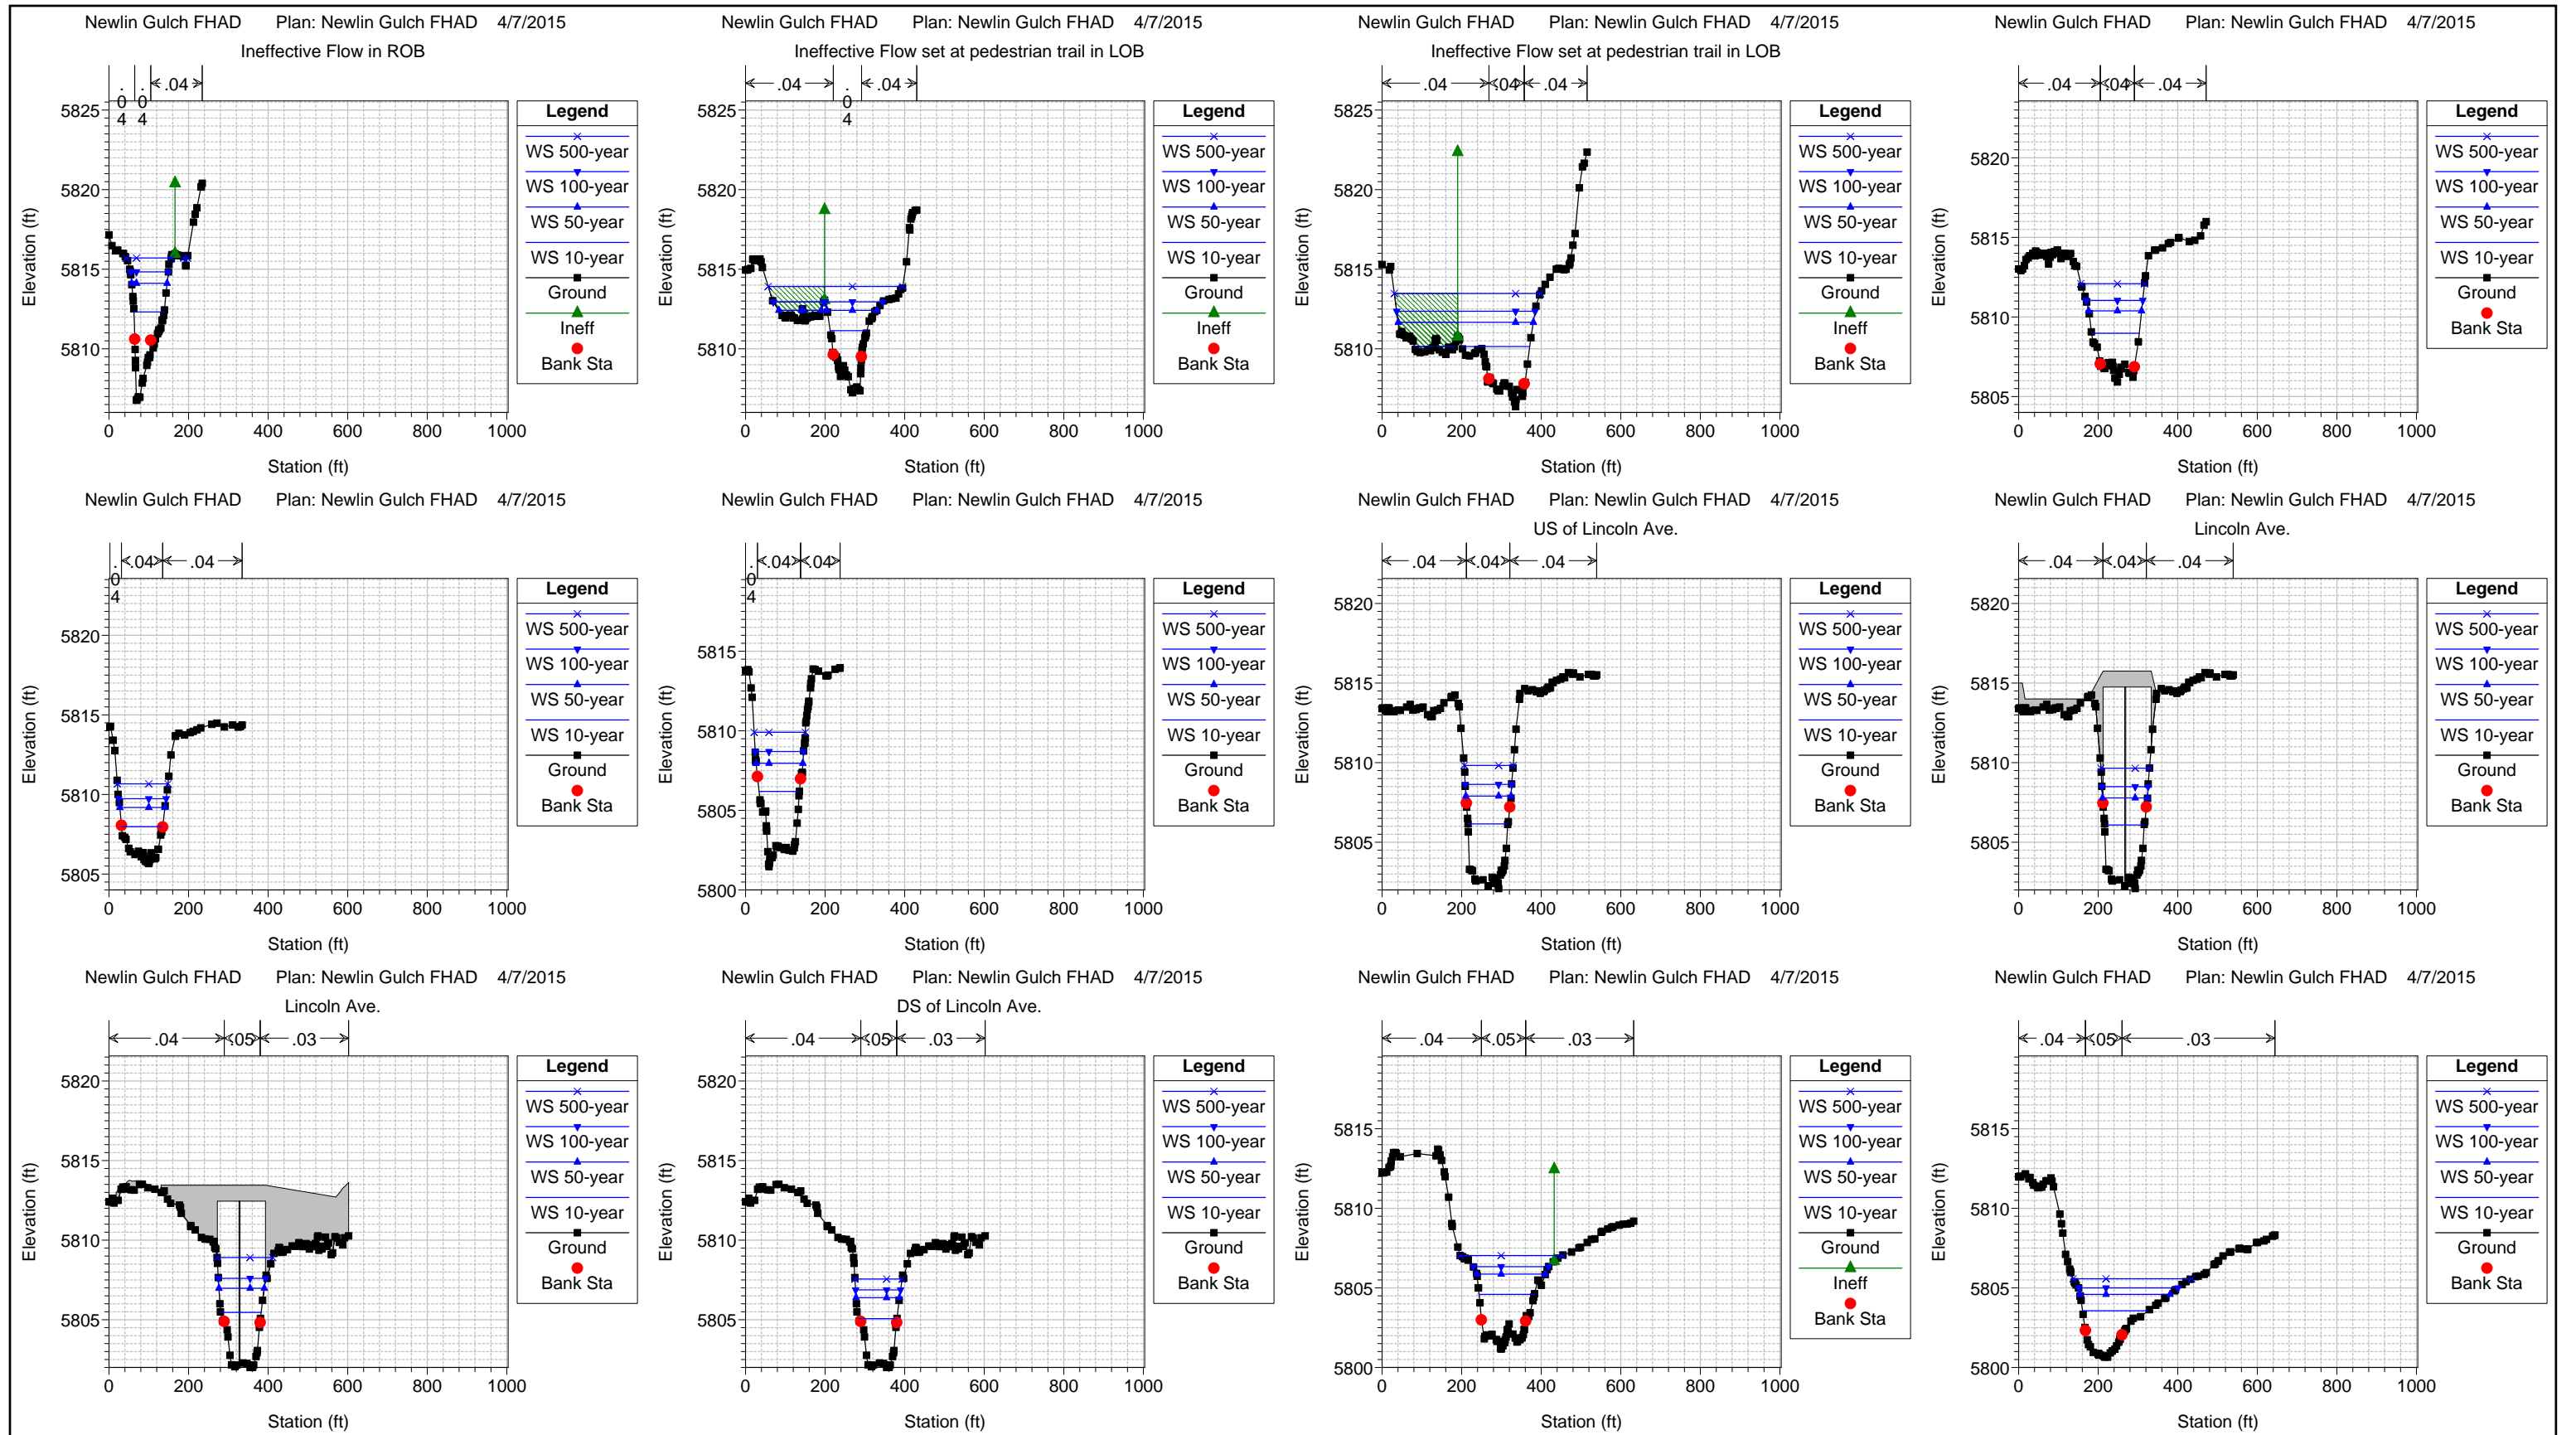 Newlin Gulch FHAD Plan: Newlin Gulch FHAD 4/7/2015
Ineffective Flow in ROB
.04 .04 .04
5825
5820
5815
5810
Elevation (ft)
0 200 400 600 800 1000
Station (ft)
Legend
WS 500-year
WS 100-year
WS 50-year
WS 10-year
Ground
Ineff
Bank Sta
Newlin Gulch FHAD Plan: Newlin Gulch FHAD 4/7/2015
Ineffective Flow set at pedestrian trail in LOB
.04 .04 .04
5825
5820
5815
5810
Elevation (ft)
0 200 400 600 800 1000
Station (ft)
Legend
WS 500-year
WS 100-year
WS 50-year
WS 10-year
Ground
Ineff
Bank Sta
Newlin Gulch FHAD Plan: Newlin Gulch FHAD 4/7/2015
Ineffective Flow set at pedestrian trail in LOB
.04 .04 .04
5825
5820
5815
5810
Elevation (ft)
0 200 400 600 800 1000
Station (ft)
Legend
WS 500-year
WS 100-year
WS 50-year
WS 10-year
Ground
Ineff
Bank Sta
Newlin Gulch FHAD Plan: Newlin Gulch FHAD 4/7/2015
.04 .04 .04
5820
5815
5810
5805
Elevation (ft)
0 200 400 600 800 1000
Station (ft)
Legend
WS 500-year
WS 100-year
WS 50-year
WS 10-year
Ground
Bank Sta
Newlin Gulch FHAD Plan: Newlin Gulch FHAD 4/7/2015
.04 .04 .04
5820
5815
5810
5805
Elevation (ft)
0 200 400 600 800 1000
Station (ft)
Legend
WS 500-year
WS 100-year
WS 50-year
WS 10-year
Ground
Bank Sta
Newlin Gulch FHAD Plan: Newlin Gulch FHAD 4/7/2015
.04 .04 .04
5815
5810
5805
5800
Elevation (ft)
0 200 400 600 800 1000
Station (ft)
Legend
WS 500-year
WS 100-year
WS 50-year
WS 10-year
Ground
Bank Sta
Newlin Gulch FHAD Plan: Newlin Gulch FHAD 4/7/2015
US of Lincoln Ave.
.04 .04 .04
5820
5815
5810
5805
Elevation (ft)
0 200 400 600 800 1000
Station (ft)
Legend
WS 500-year
WS 100-year
WS 50-year
WS 10-year
Ground
Bank Sta
Newlin Gulch FHAD Plan: Newlin Gulch FHAD 4/7/2015
Lincoln Ave.
.04 .04 .04
5820
5815
5810
5805
Elevation (ft)
0 200 400 600 800 1000
Station (ft)
Legend
WS 500-year
WS 100-year
WS 50-year
WS 10-year
Ground
Bank Sta
Newlin Gulch FHAD Plan: Newlin Gulch FHAD 4/7/2015
Lincoln Ave.
.04 .05 .03
5820
5815
5810
5805
Elevation (ft)
0 200 400 600 800 1000
Station (ft)
Legend
WS 500-year
WS 100-year
WS 50-year
WS 10-year
Ground
Bank Sta
Newlin Gulch FHAD Plan: Newlin Gulch FHAD 4/7/2015
DS of Lincoln Ave.
.04 .05 .03
5820
5815
5810
5805
Elevation (ft)
0 200 400 600 800 1000
Station (ft)
Legend
WS 500-year
WS 100-year
WS 50-year
WS 10-year
Ground
Bank Sta
Newlin Gulch FHAD Plan: Newlin Gulch FHAD 4/7/2015
.04 .05 .03
5815
5810
5805
5800
Elevation (ft)
0 200 400 600 800 1000
Station (ft)
Legend
WS 500-year
WS 100-year
WS 50-year
WS 10-year
Ground
Ineff
Bank Sta
Newlin Gulch FHAD Plan: Newlin Gulch FHAD 4/7/2015
.04 .05 .03
5815
5810
5805
5800
Elevation (ft)
0 200 400 600 800 1000
Station (ft)
Legend
WS 500-year
WS 100-year
WS 50-year
WS 10-year
Ground
Bank Sta